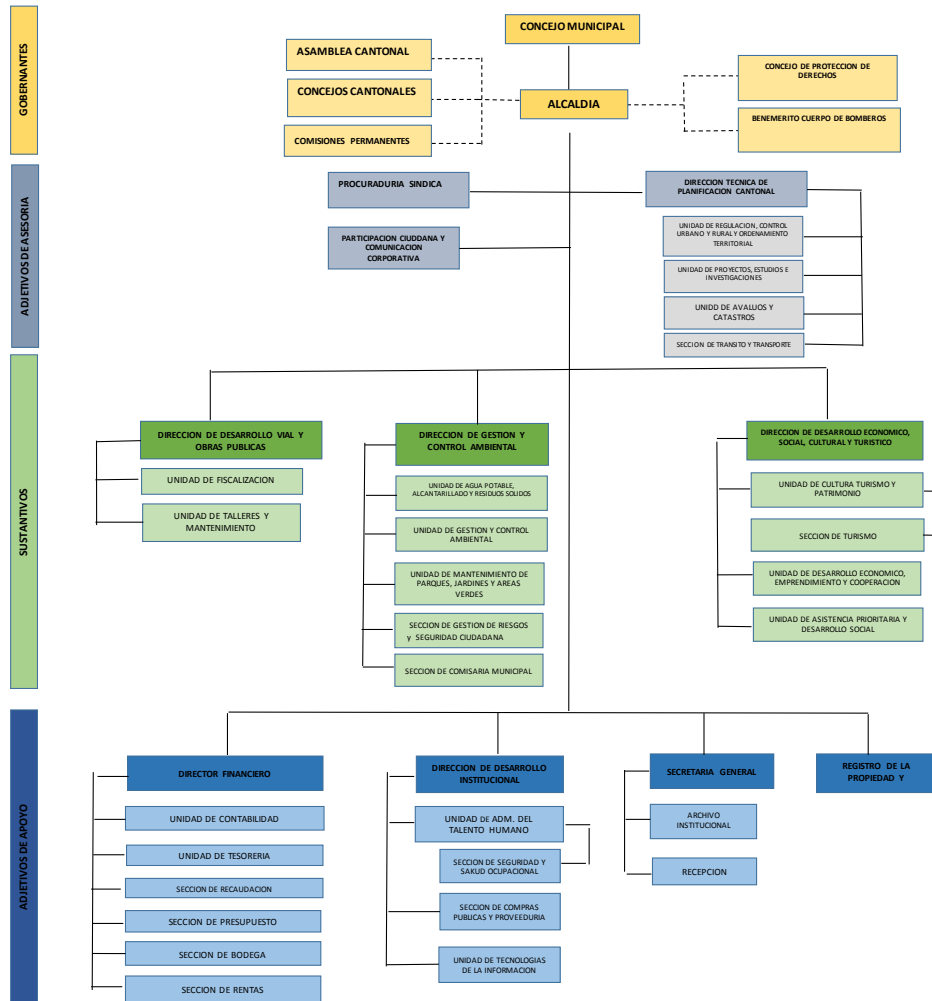 GOBERNANTES
CONCEJO MUNICIPAL
ASAMBLEA CANTONAL
CONCEJOS CANTONALES
COMISIONES PERMANENTES
ALCALDIA
CONCEJO DE PROTECCION DE
DERECHOS
BENEMERITO CUERPO DE BOMBEROS
ADJETIVOS DE ASESORIA
PROCURADURIA SINDICA
DIRECCION TECNICA DE
PLANIFICACION CANTONAL
PARTICIPACION CIUDDANA Y
COMUNICACION
CORPORATIVA
UNIDAD DE REGULACION, CONTROL
URBANO Y RURAL Y ORDENAMIENTO
TERRITORIAL
UNIDAD DE PROYECTOS, ESTUDIOS E
INVESTIGACIONES
UNIDD DE AVALUOS Y
CATASTROS
SECCION DE TRANSITO Y TRANSPORTE
SUSTANTIVOS
DIRECCION DE DESARROLLO VIAL Y
OBRAS PUBLICAS
UNIDAD DE FISCALIZACION
UNIDAD DE TALLERES Y
MANTENIMIENTO
DIRECCION DE GESTION Y
CONTROL AMBIENTAL
UNIDAD DE AGUA POTABLE,
ALCANTARILLADO Y RESIDUOS SOLIDOS
UNIDAD DE GESTION Y CONTROL
AMBIENTAL
UNIDAD DE MANTENIMIENTO DE
PARQUES, JARDINES Y AREAS
VERDES
SECCION DE GESTION DE RIESGOS
y SEGURIDAD CIUDADANA
SECCION DE COMISARIA MUNICIPAL
DIRECCION DE DESARROLLO ECONOMICO,
SOCIAL, CULTURAL Y TURISTICO
UNIDAD DE CULTURA TURISMO Y
PATRIMONIO
SECCION DE TURISMO
UNIDAD DE DESARROLLO ECONOMICO,
EMPRENDIMIENTO Y COOPERACION
UNIDAD DE ASISTENCIA PRIORITARIA Y
DESARROLLO SOCIAL
ADJETIVOS DE APOYO
DIRECTOR FINANCIERO
UNIDAD DE CONTABILIDAD
UNIDAD DE TESORERIA
SECCION DE RECAUDACION
SECCION DE PRESUPUESTO
SECCION DE BODEGA
SECCION DE RENTAS
DIRECCION DE DESARROLLO
INSTITUCIONAL
UNIDAD DE ADM. DEL
TALENTO HUMANO
SECCION DE SEGURIDAD Y
SAKUD OCUPACIONAL
SECCION DE COMPRAS
PUBLICAS Y PROVEEDURIA
UNIDAD DE TECNOLOGIAS
DE LA INFORMACION
SECRETARIA GENERAL
ARCHIVO
INSTITUCIONAL
RECEPCION
REGISTRO DE LA
PROPIEDAD Y